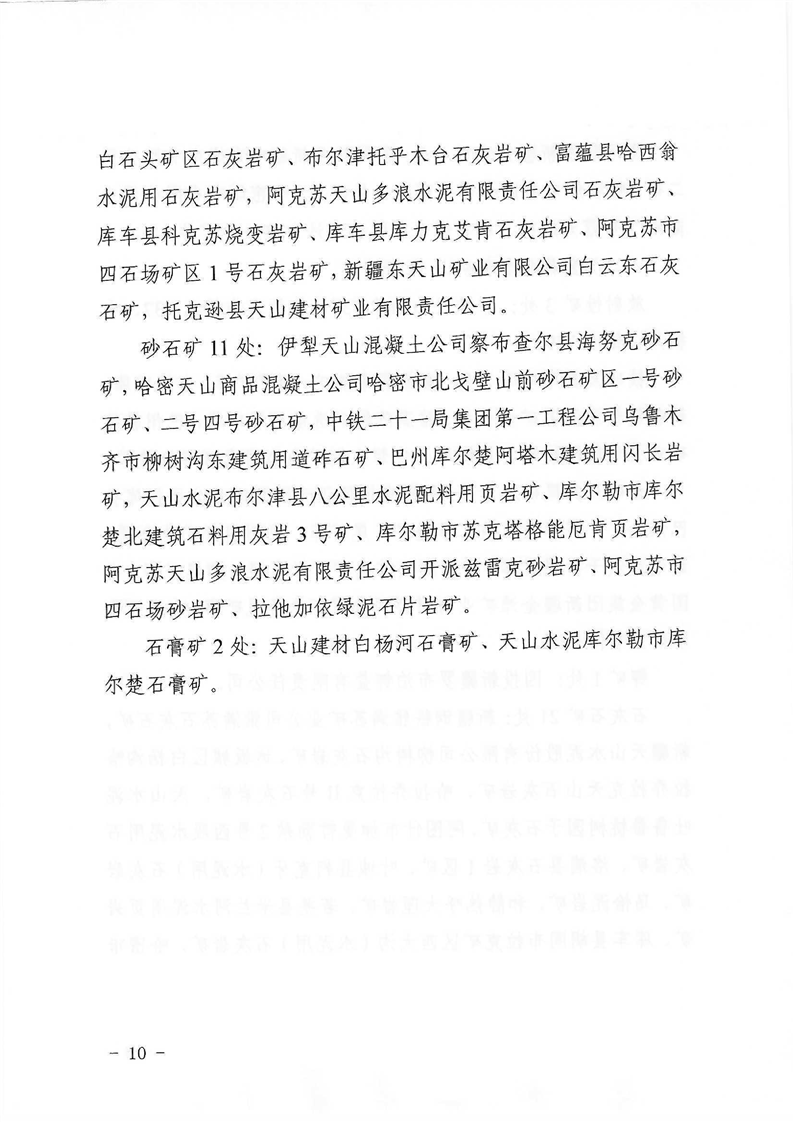 白石头矿区石灰岩矿、布尔津托乎木台石灰岩矿、富蕴县哈西翁
水泥用石灰岩矿，阿克苏天山多浪水泥有限责任公司石灰岩矿、
库车县科克苏烧变岩矿、库车县库力克艾肯石灰岩矿、阿克苏市
四石场矿区1号石灰岩矿，新疆东天山矿业有限公司白云东石灰
石矿，托克逊县天山建材矿业有限责任公司。
砂石矿11处：伊犁天山混凝土公司察布查尔县海努克砂石
矿，哈密天山商品混凝土公司哈密市北戈壁山前砂石矿区一号砂
石矿、二号四号砂石矿，中铁二十一局集团第一工程公司乌鲁木
齐市柳树沟东建筑用道砟石矿、巴州库尔楚阿塔木建筑用闪长岩
矿，天山水泥布尔津县八公里水泥配料用页岩矿、库尔勒市库尔
楚北建筑石料用灰岩3号矿、库尔勒市苏克塔格能厄肯页岩矿，
阿克苏天山多浪水泥有限责任公司开派兹雷克砂岩矿、阿克苏市
四石场砂岩矿、拉他加依绿泥石片岩矿。
石膏矿2处：天山建材白杨河石膏矿、天山水泥库尔勒市库
尔楚石膏矿。
- 10 -